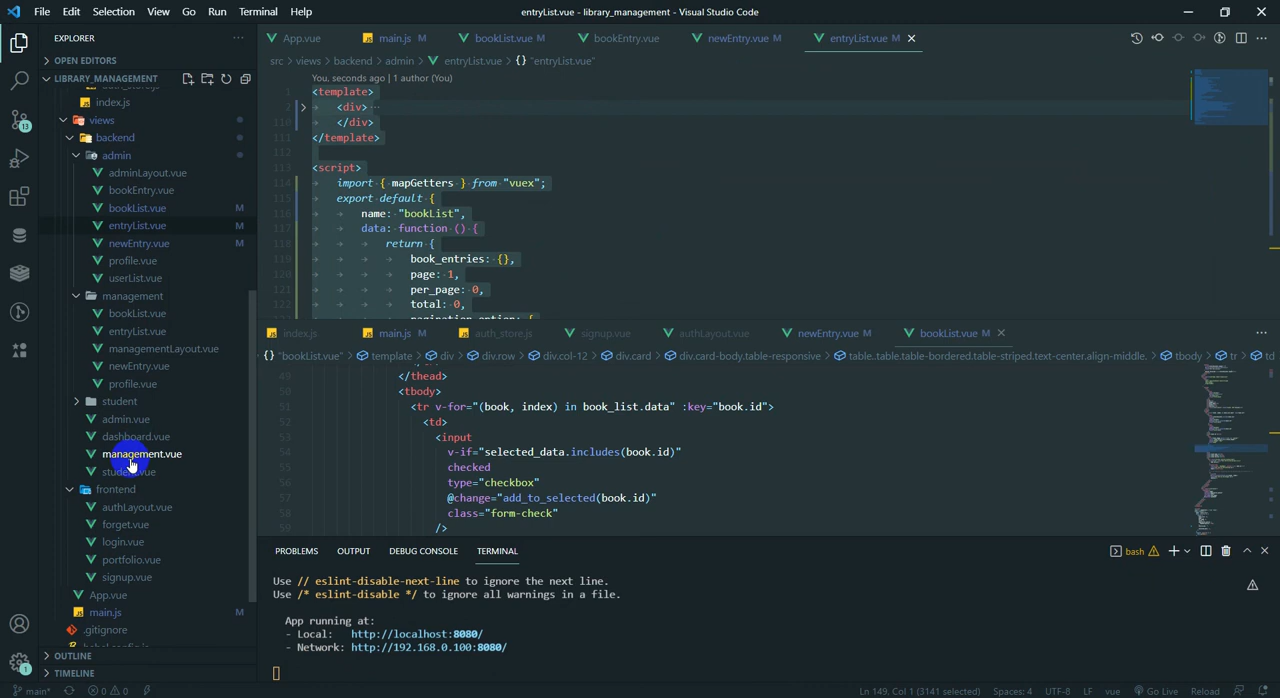 File Edit Selection View Go Run Terminal Help
entryList.vue - library_management - Visual Studio Code
EXPLORER
OPEN EDITORS
LIBRARY_MANAGEMENT
auth_store.js
index.js
views
backend
admin
adminLayout.vue
bookEntry.vue
bookList.vue M
entryList.vue M
newEntry.vue M
profile.vue
userList.vue
management
bookList.vue
entryList.vue
managementLayout.vue
newEntry.vue
profile.vue
student
admin.vue
dashboard.vue
management.vue
student.vue
frontend
authLayout.vue
forget.vue
login.vue
portfolio.vue
signup.vue
App.vue
main.js M
.gitignore
babel.config.js
OUTLINE
TIMELINE
13
1
App.vue main.js M bookList.vue M bookEntry.vue newEntry.vue M entryList.vue M
src > views > backend > admin > entryList.vue > {} "entryList.vue"
You, seconds ago | 1 author (You)
1 <template>
2 <div> ...
110 </div>
111 </template>
112
113 <script>
114 import { mapGetters } from "vuex";
115 export default {
116 name: "bookList",
117 data: function () {
118 return {
119 book_entries: {},
120 page: 1,
121 per_page: 0,
122 total: 0,
pagination_option: {
index.js main.js M auth_store.js signup.vue authLayout.vue newEntry.vue M bookList.vue M
{} "bookList.vue" > template > div > div.row > div.col-12 > div.card > div.card-body.table-responsive > table..table.table-bordered.table-striped.text-center.align-middle. > tbody > tr > td
49 </thead>
50 <tbody>
51 <tr v-for="(book, index) in book_list.data" :key="book.id">
52 <td>
53 <input
54 v-if="selected_data.includes(book.id)"
55 checked
56 type="checkbox"
57 @change="add_to_selected(book.id)"
58 class="form-check"
59 />
PROBLEMS OUTPUT DEBUG CONSOLE TERMINAL
bash
Use // eslint-disable-next-line to ignore the next line.
Use /* eslint-disable */ to ignore all warnings in a file.
App running at:
- Local: http://localhost:8080/
- Network: http://192.168.0.100:8080/
main* 0 0 Ln 149, Col 1 (3141 selected) Spaces: 4 UTF-8 LF vue Go Live Reload